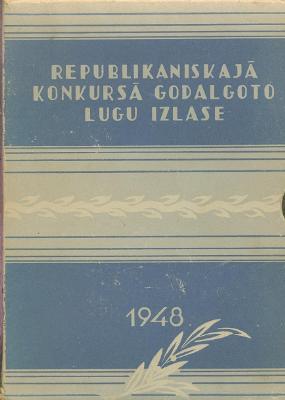 REPUBLIKANISKAJĀ
KONKURSĀ GODALGOTO
LUGU IZLASE
1948